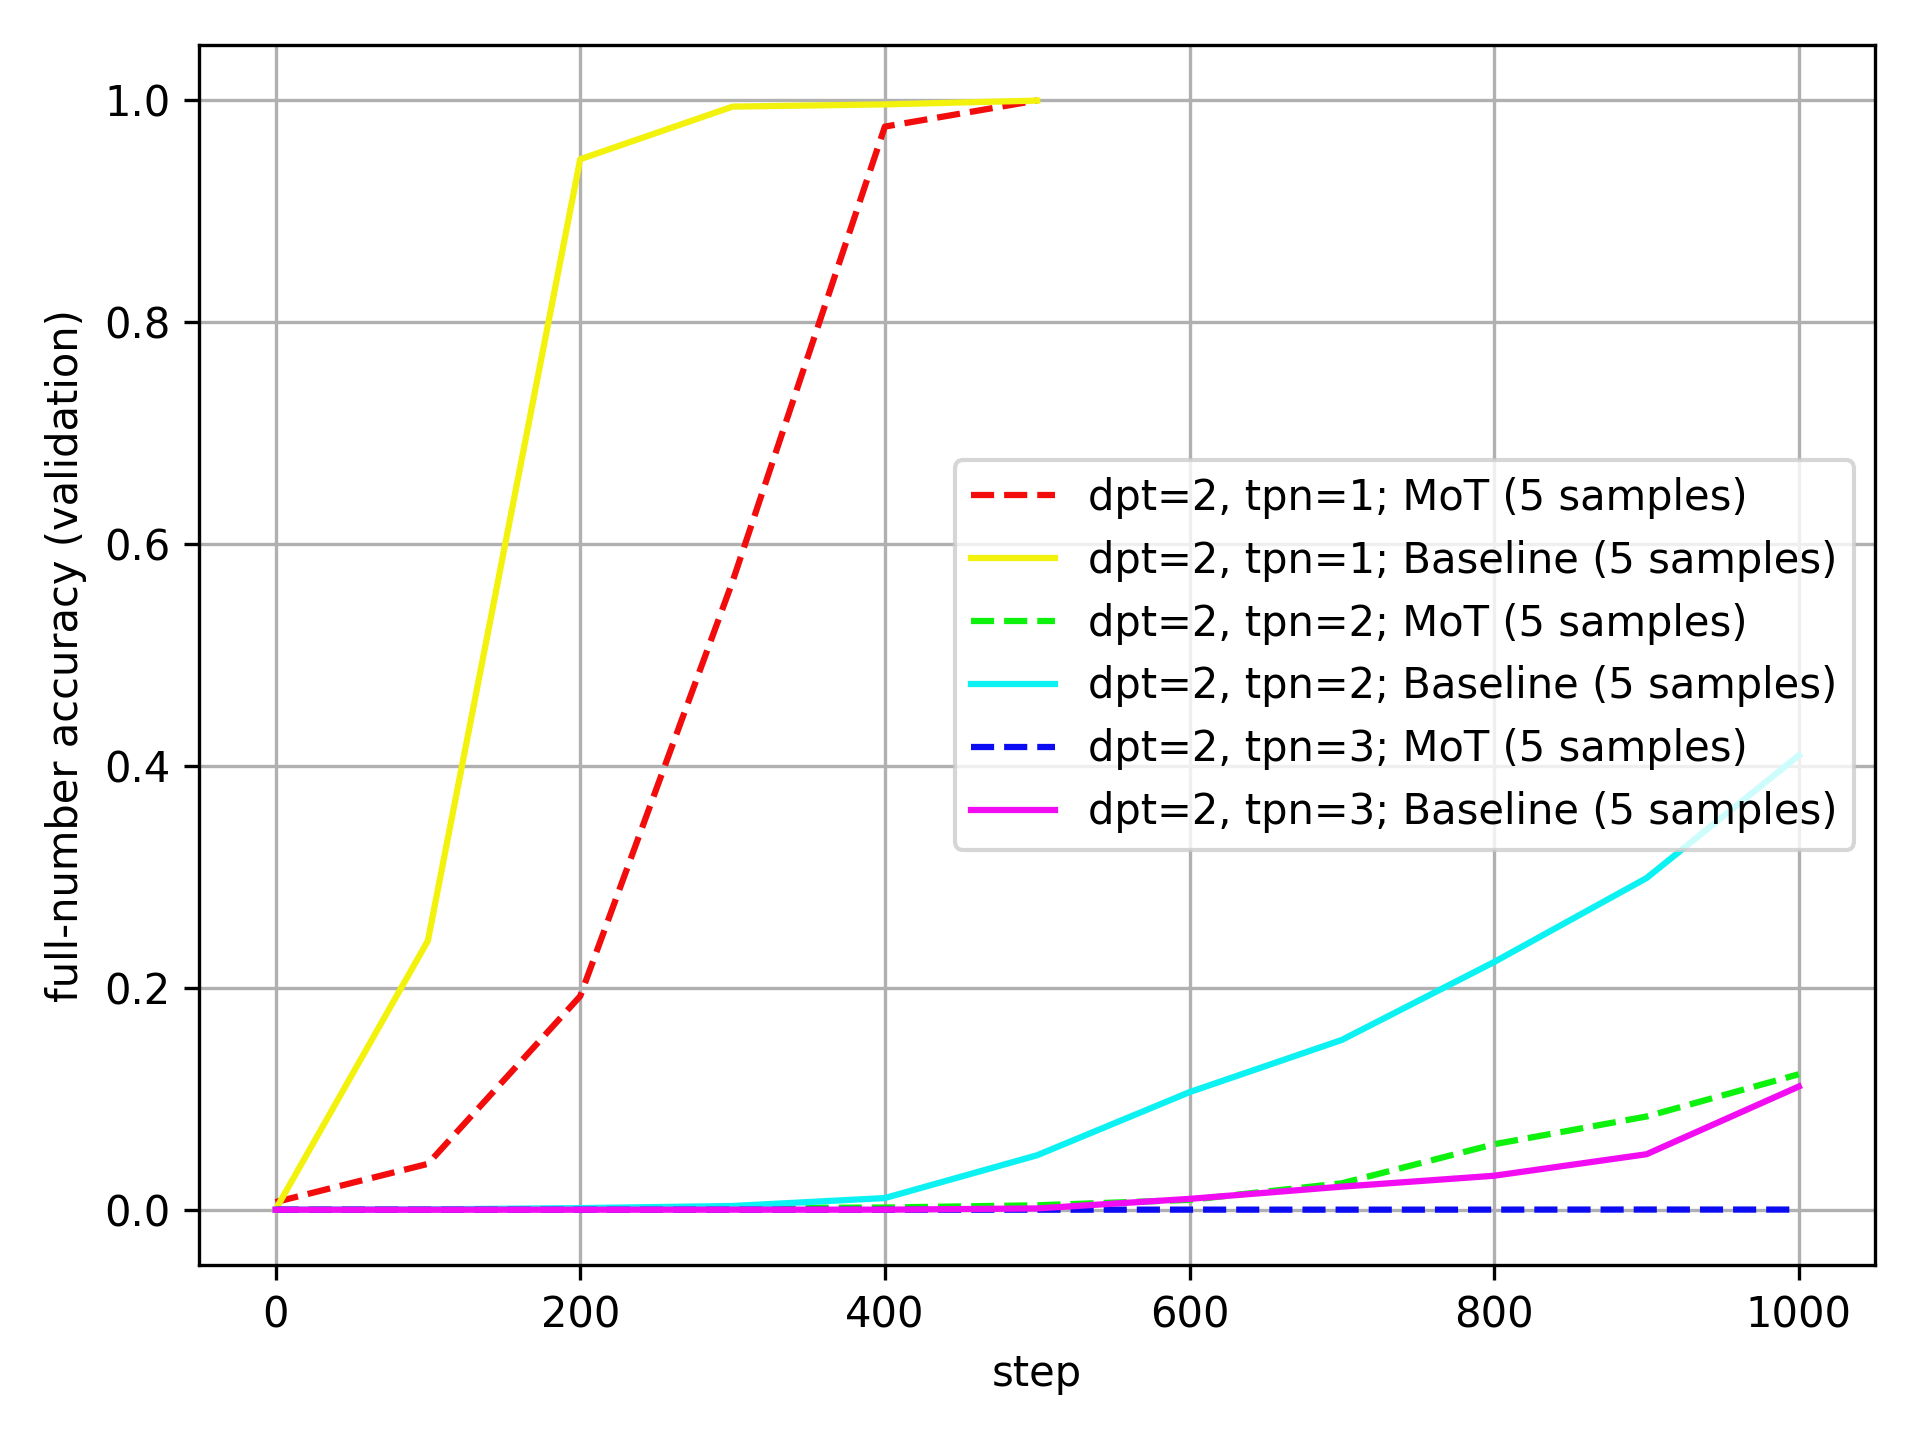 full-number accuracy (validation)
1.0
0.8
0.6
0.4
0.2
0.0
dpt=2, tpn=1; MoT (5 samples)
dpt=2, tpn=1; Baseline (5 samples)
dpt=2, tpn=2; MoT (5 samples)
dpt=2, tpn=2; Baseline (5 samples)
dpt=2, tpn=3; MoT (5 samples)
dpt=2, tpn=3; Baseline (5 samples)
0 200 400 600 800 1000
step